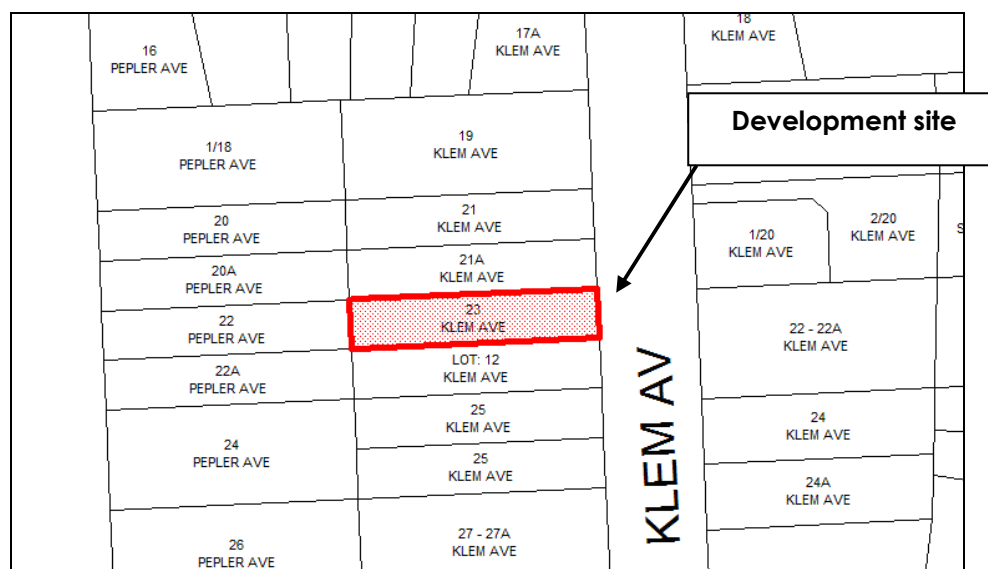 18
KLEM AVE
17A
KLEM AVE
16
PEPLER AVE
Development site
19
KLEM AVE
1/18
PEPLER AVE
21
KLEM AVE
20
PEPLER AVE
2/20
KLEM AVE
1/20
KLEM AVE
S
21A
KLEM AVE
20A
PEPLER AVE
23
KLEM AVE
22
PEPLER AVE
22 - 22A
KLEM AVE
LOT: 12
KLEM AVE
22A
PEPLER AVE
KLEM AV
25
KLEM AVE
24
KLEM AVE
24
PEPLER AVE
25
KLEM AVE
24A
KLEM AVE
27 - 27A
KLEM AVE
26
PEPLER AVE